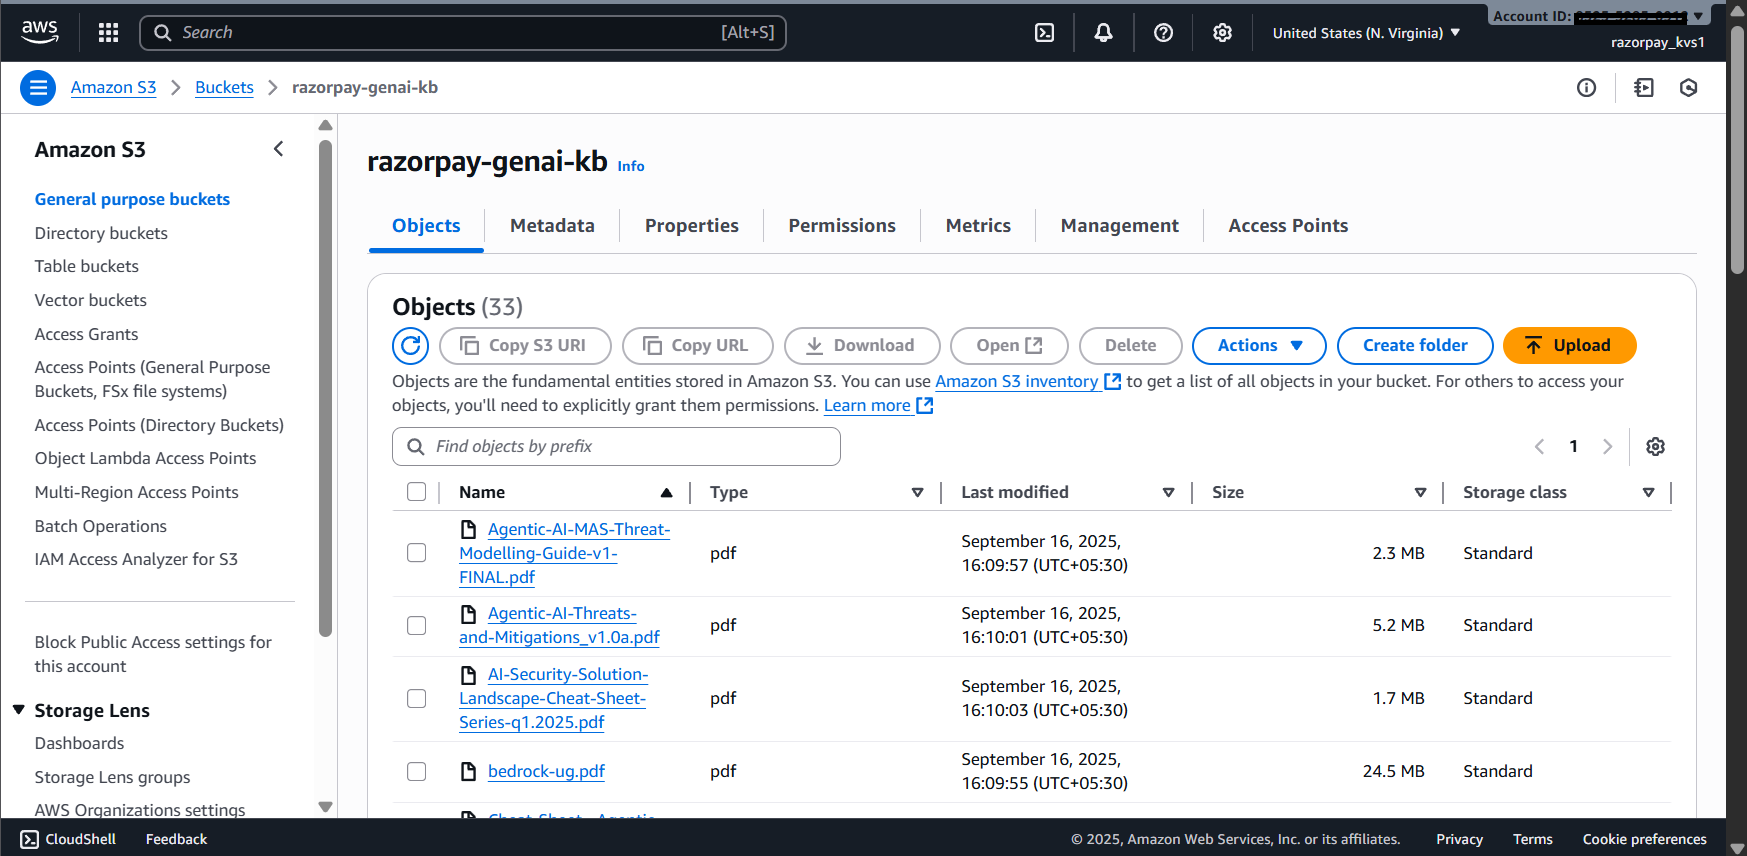 aws
Search
[Alt+S]
United States (N. Virginia)
Account ID:
razorpay_kvs1
Amazon S3
Buckets
razorpay-genai-kb
Amazon S3
General purpose buckets
Directory buckets
Table buckets
Vector buckets
Access Grants
Access Points (General Purpose
Buckets, FSx file systems)
Access Points (Directory Buckets)
Object Lambda Access Points
Multi-Region Access Points
Batch Operations
IAM Access Analyzer for S3
Block Public Access settings for
this account
Storage Lens
Dashboards
Storage Lens groups
AWS Organizations settings
razorpay-genai-kb Info
Objects
Metadata
Properties
Permissions
Metrics
Management
Access Points
Objects (33)
Copy S3 URI
Copy URL
Download
Open
Delete
Actions
Create folder
Upload
Objects are the fundamental entities stored in Amazon S3. You can use Amazon S3 inventory to get a list of all objects in your bucket. For others to access your
objects, you'll need to explicitly grant them permissions. Learn more
Find objects by prefix
1
Name
Type
Last modified
Size
Storage class
Agentic-AI-MAS-Threat-
Modelling-Guide-v1-
FINAL.pdf
pdf
September 16, 2025,
16:09:57 (UTC+05:30)
2.3 MB
Standard
Agentic-AI-Threats-
and-Mitigations_v1.0a.pdf
pdf
September 16, 2025,
16:10:01 (UTC+05:30)
5.2 MB
Standard
AI-Security-Solution-
Landscape-Cheat-Sheet-
Series-q1.2025.pdf
pdf
September 16, 2025,
16:10:03 (UTC+05:30)
1.7 MB
Standard
bedrock-ug.pdf
pdf
September 16, 2025,
16:09:55 (UTC+05:30)
24.5 MB
Standard
CloudShell
Feedback
© 2025, Amazon Web Services, Inc. or its affiliates.
Privacy
Terms
Cookie preferences